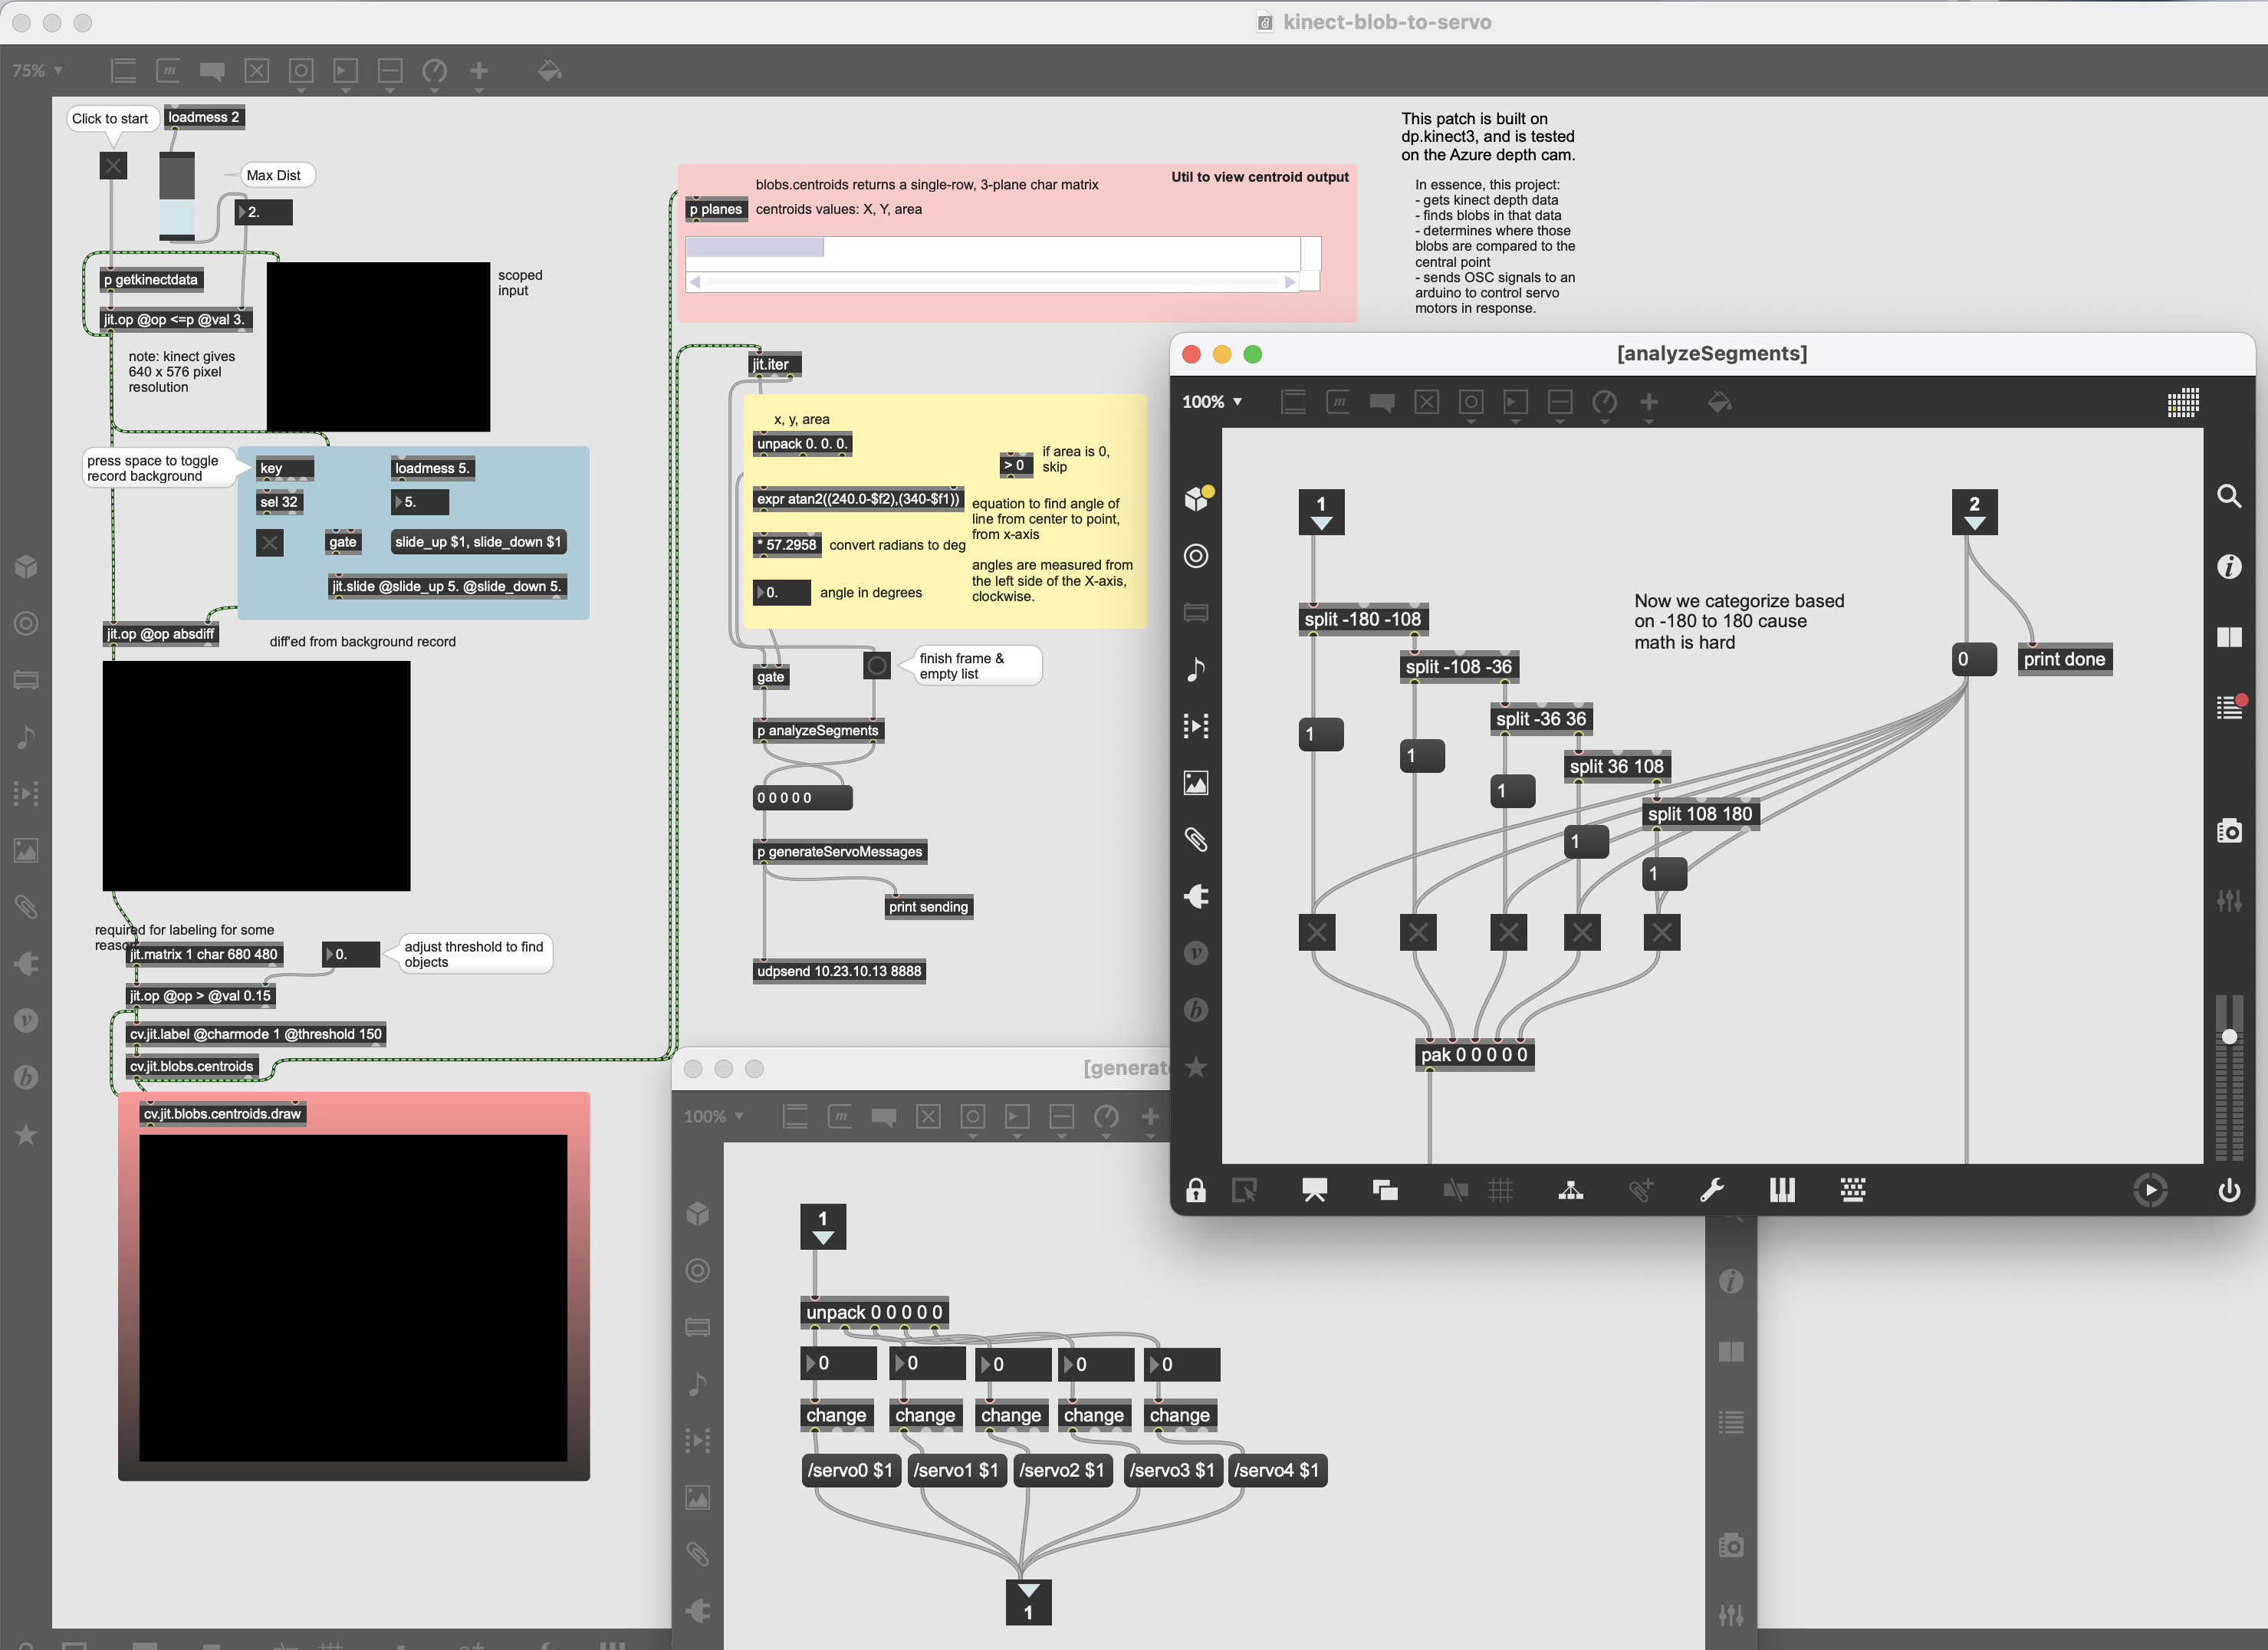 kinect-blob-to-servo
75%
Click to start
loadmess 2
Max Dist
2.
p getkinectdata
jit.op @op <=p @val 3.
scoped
input
note: kinect gives
640 x 576 pixel
resolution
press space to toggle
record background
key
loadmess 5.
sel 32
5.
gate
slide_up $1, slide_down $1
jit.slide @slide_up 5. @slide_down 5.
jit.op @op absdiff
diff'ed from background record
required for labeling for some
reason
jit.matrix 1 char 680 480
0.
adjust threshold to find
objects
jit.op @op > @val 0.15
cv.jit.label @charmode 1 @threshold 150
cv.jit.blobs.centroids
cv.jit.blobs.centroids.draw
Util to view centroid output
blobs.centroids returns a single-row, 3-plane char matrix
p planes
centroids values: X, Y, area
jit.iter
x, y, area
unpack 0. 0. 0.
> 0
if area is 0,
skip
expr atan2((240.0-$f2),(340-$f1))
equation to find angle of
line from center to point,
from x-axis
* 57.2958
convert radians to deg
angles are measured from
the left side of the X-axis,
clockwise.
0.
angle in degrees
gate
finish frame &
empty list
p analyzeSegments
0 0 0 0 0
p generateServoMessages
print sending
udpsend 10.23.10.13 8888
This patch is built on
dp.kinect3, and is tested
on the Azure depth cam.
In essence, this project:
- gets kinect depth data
- finds blobs in that data
- determines where those
blobs are compared to the
central point
- sends OSC signals to an
arduino to control servo
motors in response.
[analyzeSegments]
100%
1
2
split -180 -108
Now we categorize based
on -180 to 180 cause
math is hard
split -108 -36
0
print done
split -36 36
1
1
split 36 108
1
split 108 180
1
1
pak 0 0 0 0 0
[generate
100%
1
unpack 0 0 0 0 0
0
0
0
0
0
change
change
change
change
change
/servo0 $1
/servo1 $1
/servo2 $1
/servo3 $1
/servo4 $1
1